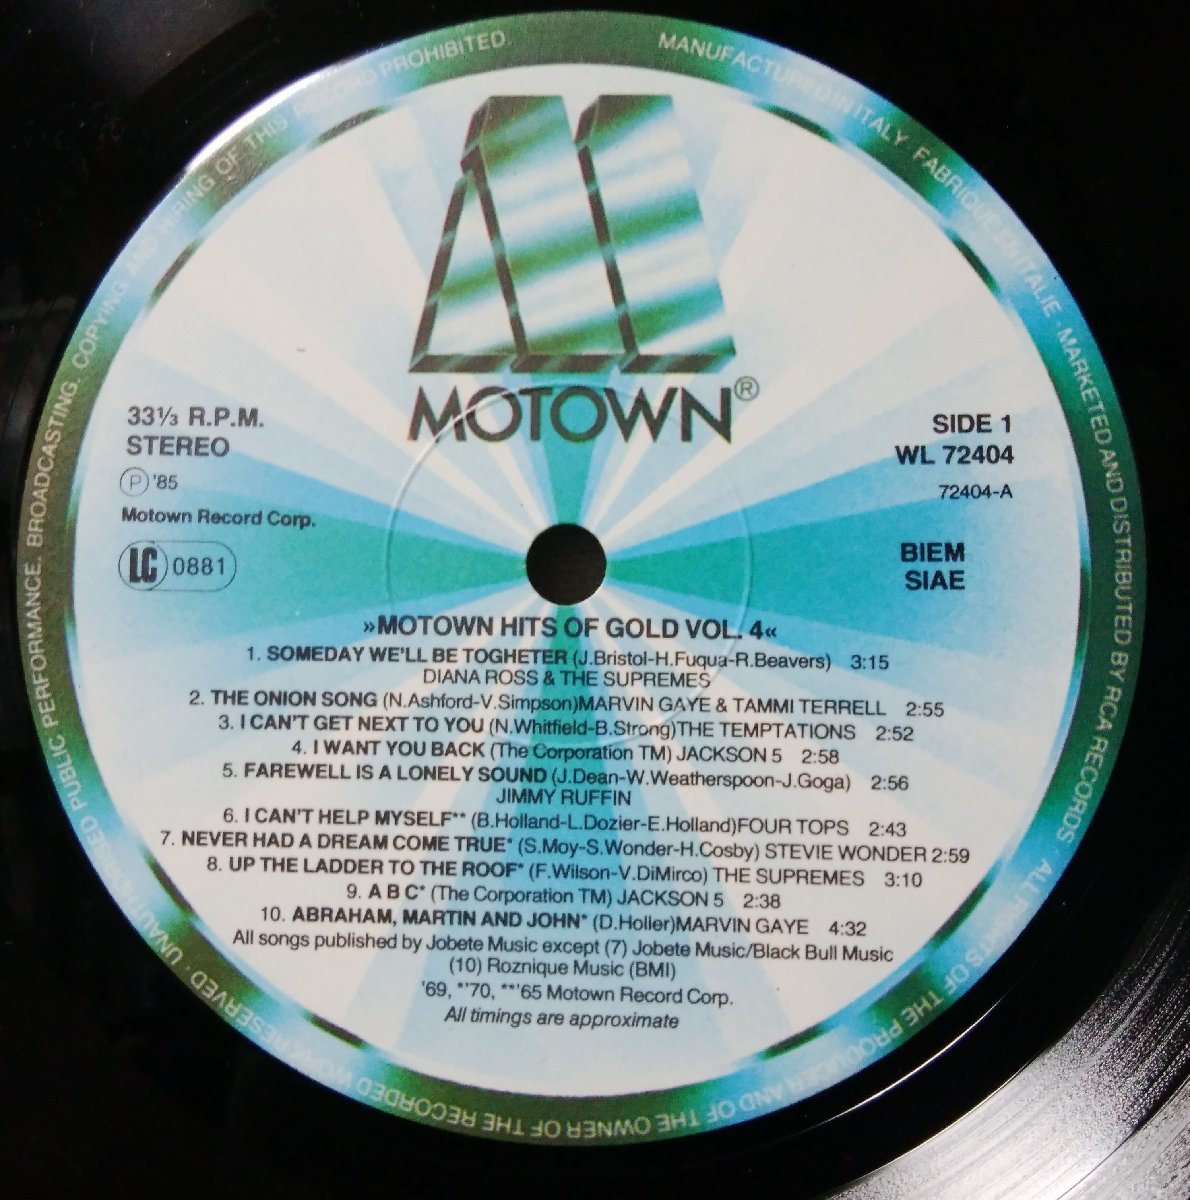 MANUFACTURED IN ITALY · FABRIQUE EN ITALIE · MARKETED AND DISTRIBUTED BY RCA RECORDS · ALL RIGHTS OF THE PRODUCER AND OF THE OWNER OF THE RECORDED WORK RESERVED · UNAUTHORISED PUBLIC PERFORMANCE, BROADCASTING, COPYING AND HIRING OF THIS RECORD PROHIBITED
MOTOWN®
33⅓ R.P.M.
STEREO
Ⓟ '85
Motown Record Corp.
LC 0881
SIDE 1
WL 72404
72404-A
BIEM
SIAE
»MOTOWN HITS OF GOLD VOL. 4«
1. SOMEDAY WE'LL BE TOGHETER (J.Bristol-H.Fuqua-R.Beavers) 3:15
DIANA ROSS & THE SUPREMES
2. THE ONION SONG (N.Ashford-V.Simpson)MARVIN GAYE & TAMMI TERRELL 2:55
3. I CAN'T GET NEXT TO YOU (N.Whitfield-B.Strong)THE TEMPTATIONS 2:52
4. I WANT YOU BACK (The Corporation TM) JACKSON 5 2:58
5. FAREWELL IS A LONELY SOUND (J.Dean-W.Weatherspoon-J.Goga) 2:56
JIMMY RUFFIN
6. I CAN'T HELP MYSELF** (B.Holland-L.Dozier-E.Holland)FOUR TOPS 2:43
7. NEVER HAD A DREAM COME TRUE* (S.Moy-S.Wonder-H.Cosby) STEVIE WONDER 2:59
8. UP THE LADDER TO THE ROOF* (F.Wilson-V.DiMirco) THE SUPREMES 3:10
9. A B C* (The Corporation TM) JACKSON 5 2:38
10. ABRAHAM, MARTIN AND JOHN* (D.Holler)MARVIN GAYE 4:32
All songs published by Jobete Music except (7) Jobete Music/Black Bull Music
(10) Roznique Music (BMI)
'69, *'70, **'65 Motown Record Corp.
All timings are approximate